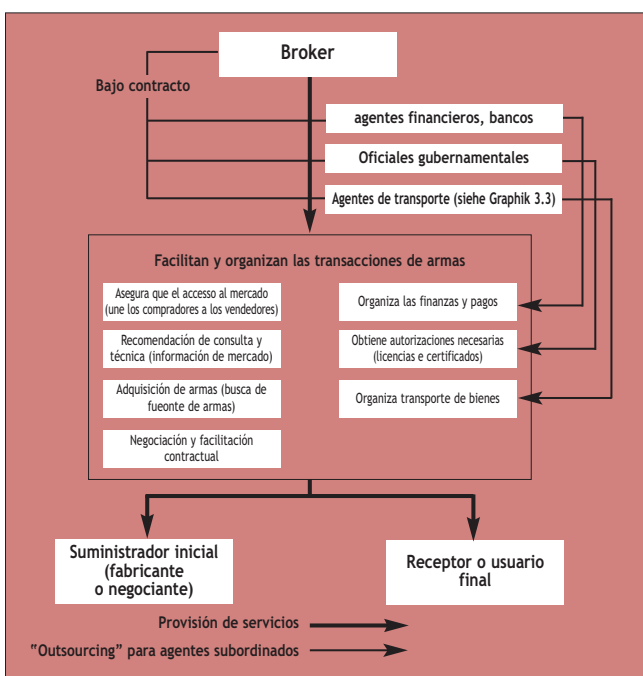 Broker
Bajo contracto
agentes financieros, bancos
Oficiales gubernamentales
Agentes de transporte (siehe Graphik 3.3)
Facilitan y organizan las transacciones de armas
Asegura que el accesso al mercado
(une los compradores a los vendedores)
Recomendación de consulta y
técnica (información de mercado)
Adquisición de armas (busca de
fueonte de armas)
Negociación y facilitación
contractual
Organiza las finanzas y pagos
Obtiene autorizaciones necesarias
(licencias e certificados)
Organiza transporte de bienes
Suministrador inicial
(fabricante
o negociante)
Receptor o usuario
final
Provisión de servicios
"Outsourcing" para agentes subordinados